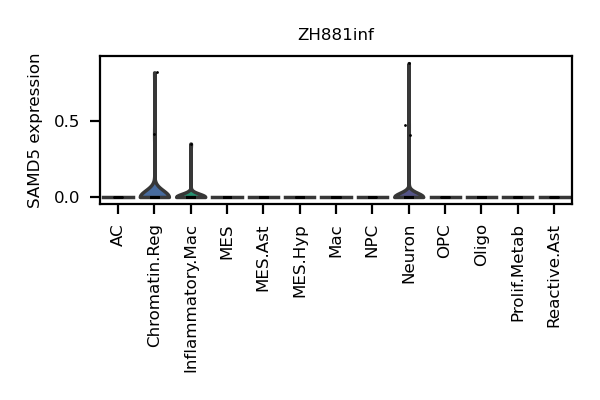 ZH881inf
SAMD5 expression
0.5
0.0
AC
Chromatin.Reg
Inflammatory.Mac
MES
MES.Ast
MES.Hyp
Mac
NPC
Neuron
OPC
Oligo
Prolif.Metab
Reactive.Ast